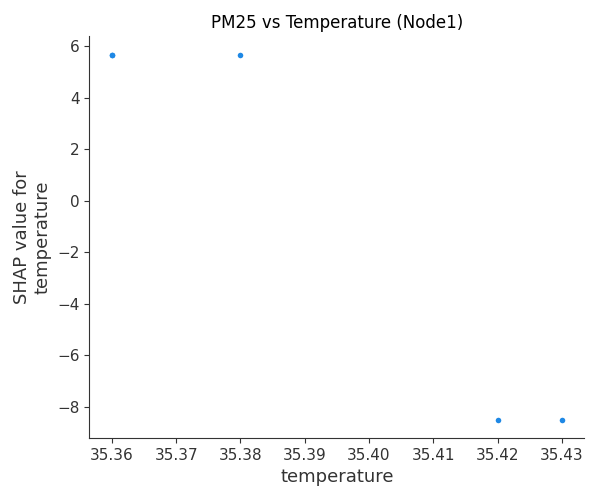 PM25 vs Temperature (Node1)
6
4
2
0
−2
−4
−6
−8
SHAP value for
temperature
35.36 35.37 35.38 35.39 35.40 35.41 35.42 35.43
temperature